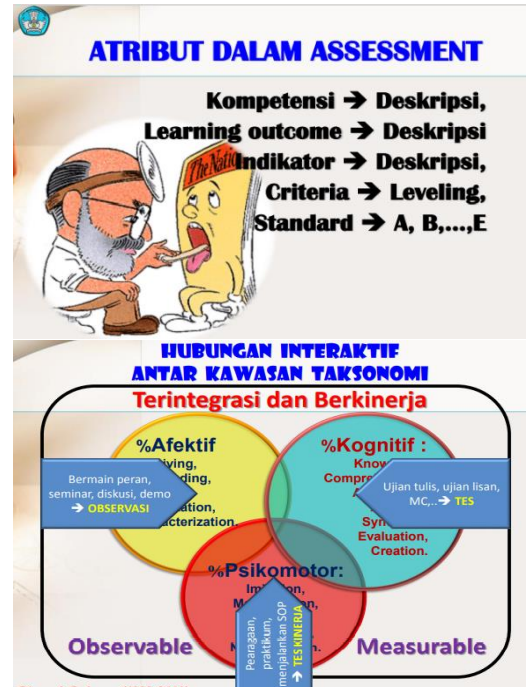 ATRIBUT DALAM ASSESSMENT
Kompetensi ➔ Deskripsi,
Learning outcome ➔ Deskripsi
Indikator ➔ Deskripsi,
Criteria ➔ Leveling,
Standard ➔ A, B,...,E
The
HUBUNGAN INTERAKTIF
ANTAR KAWASAN TAKSONOMI
Terintegrasi dan Berkinerja
%Afektif
Bermain peran,
seminar, diskusi, demo
➔ OBSERVASI
%Kognitif :
Ujian tulis, ujian lisan,
MC,..➔ TES
Evaluation,
Creation.
%Psikomotor:
Pearagaan,
praktikum,
menjalankan SOP
➔ TES KINERJA
Observable
Measurable